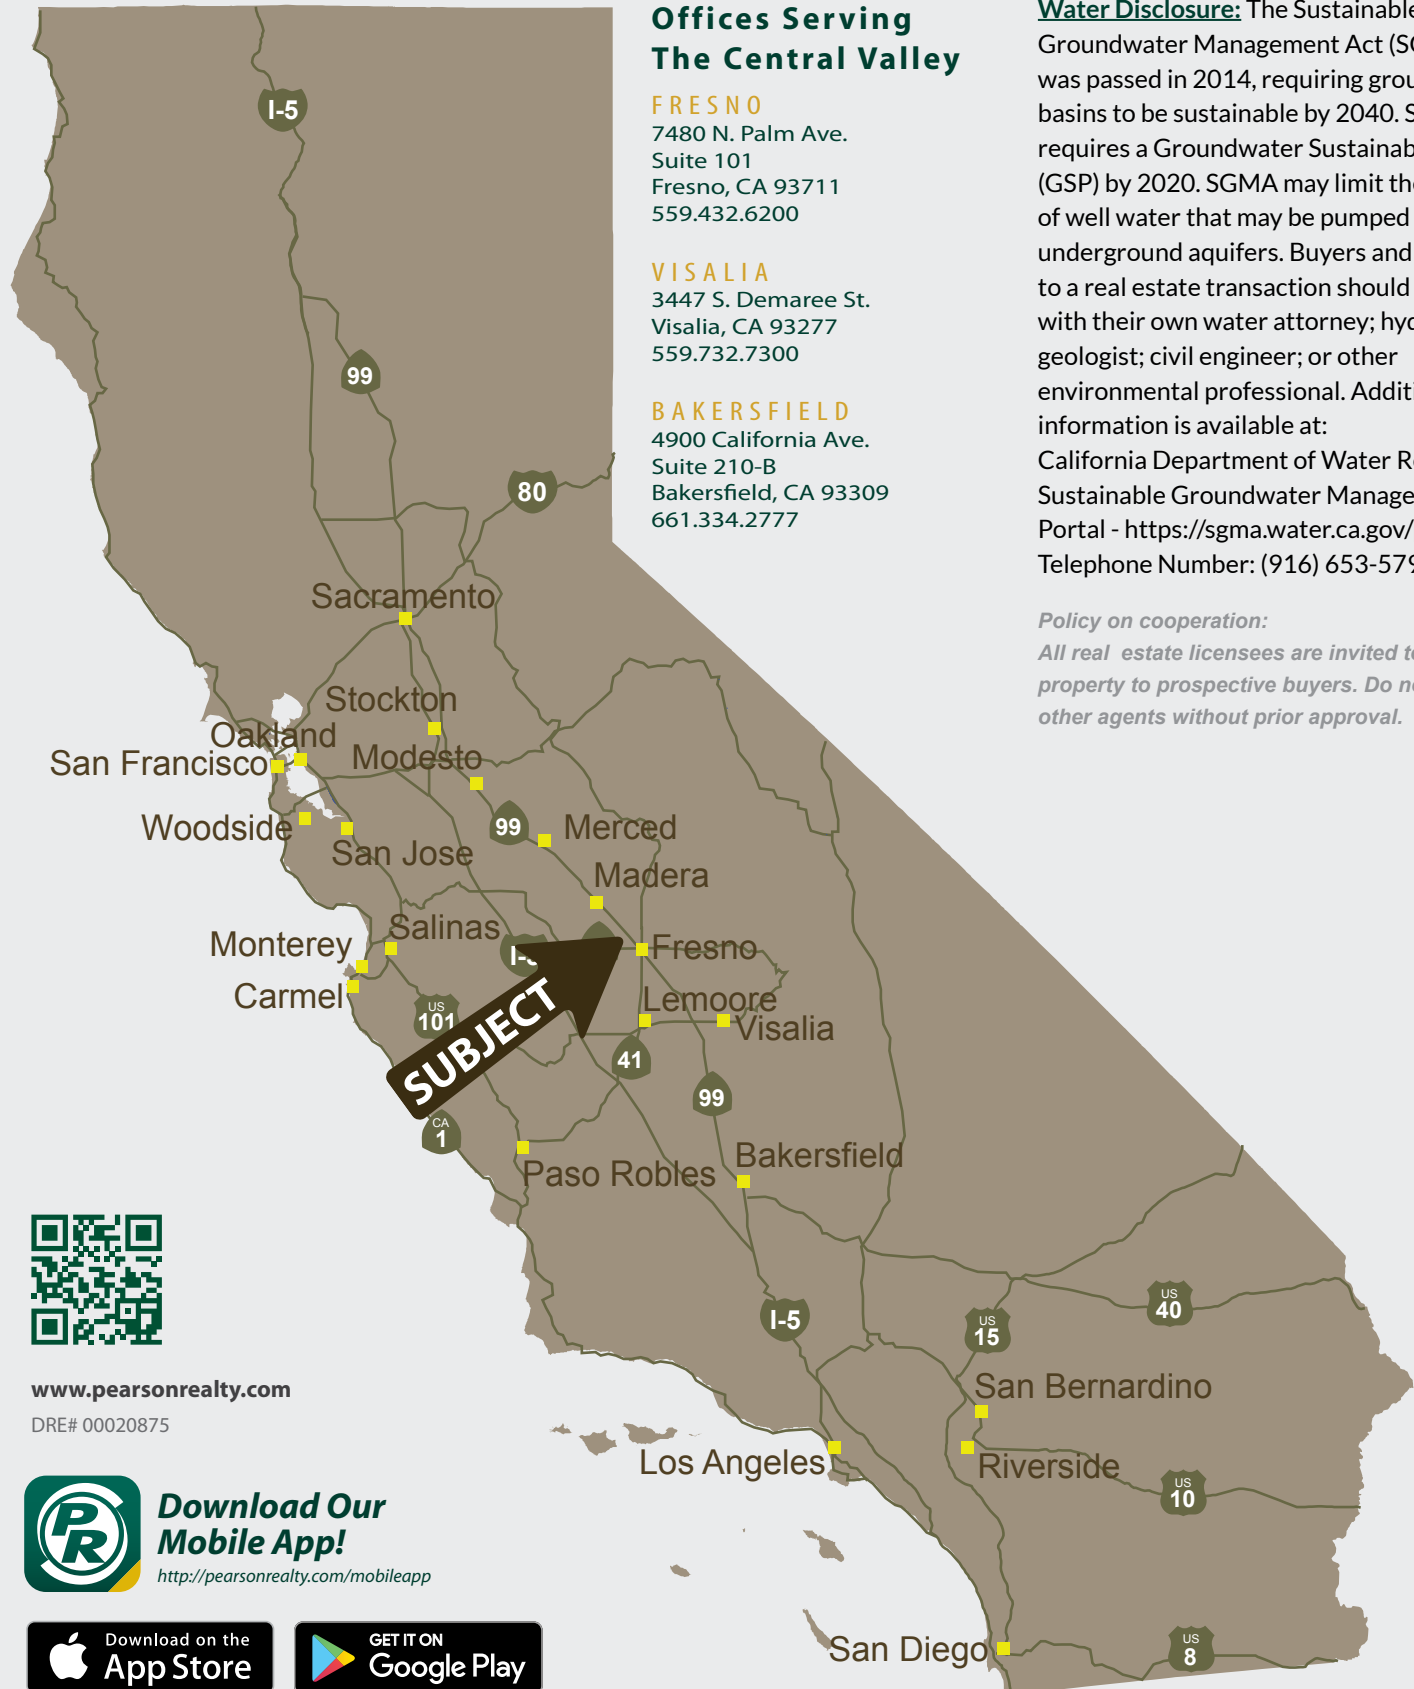 Offices Serving
The Central Valley
FRESNO
7480 N. Palm Ave.
Suite 101
Fresno, CA 93711
559.432.6200
VISALIA
3447 S. Demaree St.
Visalia, CA 93277
559.732.7300
BAKERSFIELD
4900 California Ave.
Suite 210-B
Bakersfield, CA 93309
661.334.2777
Water Disclosure: The Sustainable
Groundwater Management Act
was passed in 2014, requiring
basins to be sustainable by 2040.
requires a Groundwater
(GSP) by 2020. SGMA may limit
of well water that may be pumped
underground aquifers. Buyers and
to a real estate transaction should
with their own water attorney;
geologist; civil engineer; or other
environmental professional.
information is available at:
California Department of Water
Sustainable Groundwater
Portal - https://sgma.water.ca.gov/
Telephone Number: (916)
Policy on cooperation:
All real estate licensees are invited
property to prospective buyers. Do
other agents without prior approval.
I-5
99
80
Sacramento
Stockton
Oakland
San Francisco
Modesto
Woodside
99
Merced
San Jose
Madera
Salinas
Monterey
Fresno
Carmel
Lemoore
US
101
Visalia
SUBJECT
41
99
CA
1
Bakersfield
Paso Robles
I-5
US
40
US
15
San Bernardino
Los Angeles
Riverside
US
10
San Diego
US
8
www.pearsonrealty.com
DRE# 00020875
PR
Download Our
Mobile App!
http://pearsonrealty.com/mobileapp
Download on the
App Store
GET IT ON
Google Play